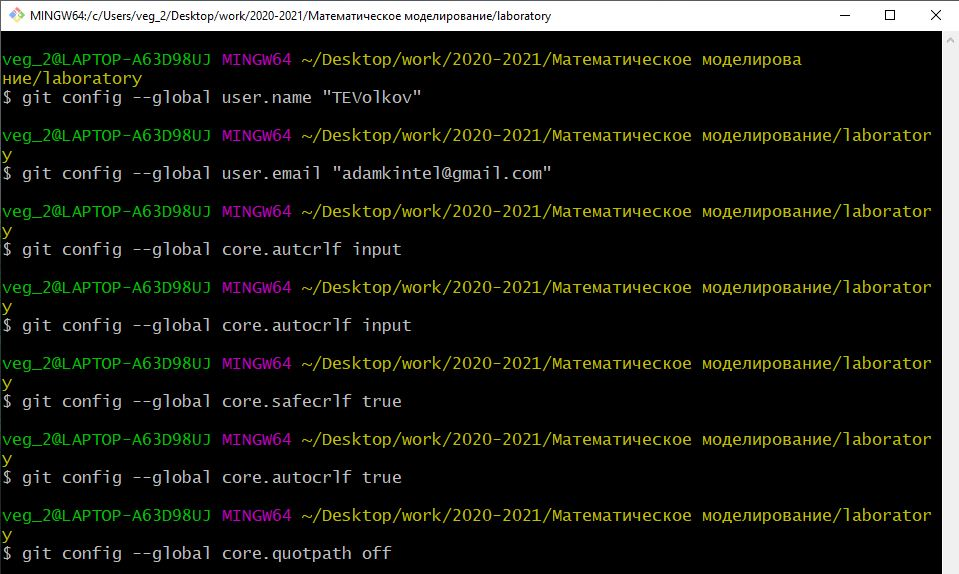 MINGW64:/c/Users/veg_2/Desktop/work/2020-2021/Математическое моделирование/laboratory
veg_2@LAPTOP-A63D98UJ MINGW64 ~/Desktop/work/2020-2021/Математическое моделирова
ние/laboratory
$ git config --global user.name "TEVolkov"
veg_2@LAPTOP-A63D98UJ MINGW64 ~/Desktop/work/2020-2021/Математическое моделирование/laborator
y
$ git config --global user.email "adamkintel@gmail.com"
veg_2@LAPTOP-A63D98UJ MINGW64 ~/Desktop/work/2020-2021/Математическое моделирование/laborator
y
$ git config --global core.autcrlf input
veg_2@LAPTOP-A63D98UJ MINGW64 ~/Desktop/work/2020-2021/Математическое моделирование/laborator
y
$ git config --global core.autocrlf input
veg_2@LAPTOP-A63D98UJ MINGW64 ~/Desktop/work/2020-2021/Математическое моделирование/laborator
y
$ git config --global core.safecrlf true
veg_2@LAPTOP-A63D98UJ MINGW64 ~/Desktop/work/2020-2021/Математическое моделирование/laborator
y
$ git config --global core.autocrlf true
veg_2@LAPTOP-A63D98UJ MINGW64 ~/Desktop/work/2020-2021/Математическое моделирование/laborator
y
$ git config --global core.quotpath off